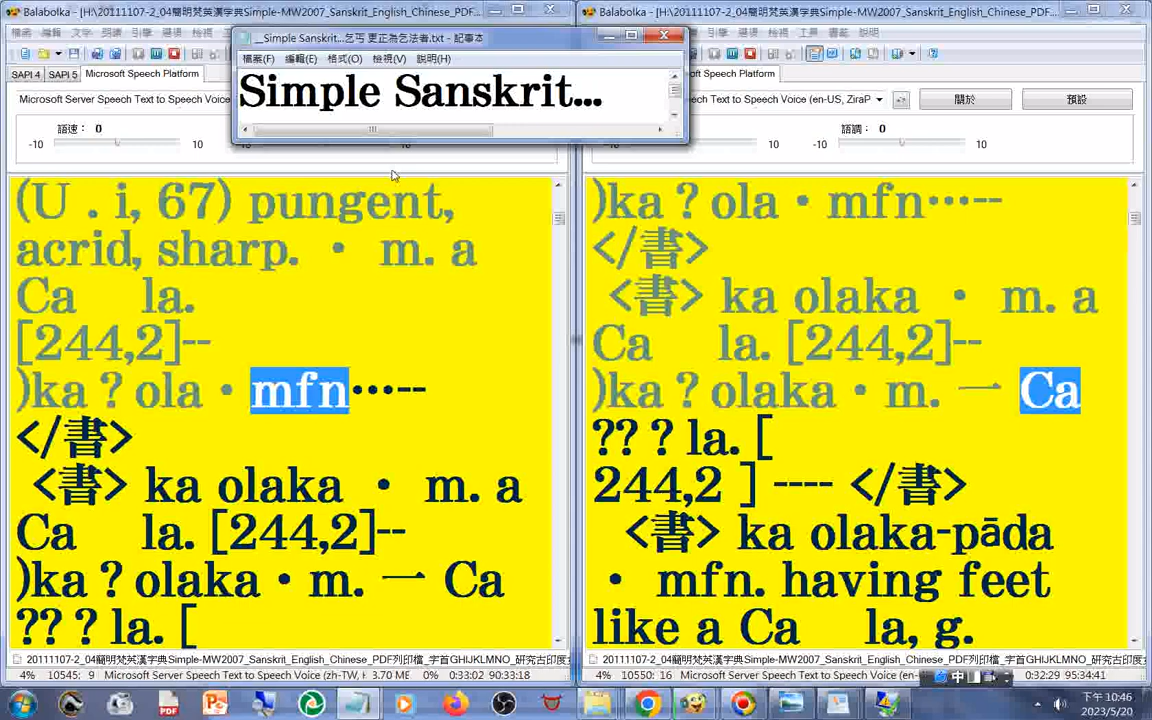 Balabolka - [H:\20111107-2_04簡明梵英漢字典Simple-MW2007_Sanskrit_English_Chinese_PDF...
Balabolka - [H:\20111107-2_04簡明梵英漢字典Simple-MW2007_Sanskrit_English_Chinese_PDF...
__Simple Sanskrit...乞丐 更正為乞法者.txt - 記事本
檔案(F) 編輯(E) 格式(O) 檢視(V) 說明(H)
Simple Sanskrit...
SAPI 4 SAPI 5 Microsoft Speech Platform
Speech Platform
Microsoft Server Speech Text to Speech Voice
ech Text to Speech Voice (en-US, ZiraP
關於
預設
語速： 0
語調： 0
-10
10
-10
10
10
-10
10
(U . i, 67) pungent,
acrid, sharp. • m. a
Ca la.
[244,2]--
)ka ? ola • mfn…--
</書>
<書> ka olaka • m. a
Ca la. [244,2]--
)ka ? olaka • m. 一 Ca
?? ? la. [
)ka ? ola • mfn…--
</書>
<書> ka olaka • m. a
Ca la. [244,2]--
)ka ? olaka • m. 一 Ca
?? ? la. [
244,2 ] ---- </書>
<書> ka olaka-pāda
• mfn. having feet
like a Ca la, g.
20111107-2_04簡明梵英漢字典Simple-MW2007_Sanskrit_English_Chinese_PDF列印檔_字首GHIJKLMNO_研究古印度
20111107-2_04簡明梵英漢字典Simple-MW2007_Sanskrit_English_Chinese_PDF列印檔_字首GHIJKLMNO_研究古印度
4% 10545: 9 Microsoft Server Speech Text to Speech Voice (zh-TW, 3.70 ME 0% 0:33:02 90:33:18
4% 10550: 16 Microsoft Server Speech Text to Speech Voice (en-US, 0:32:29 95:34:41
中
PDF
下午 10:46
2023/5/20